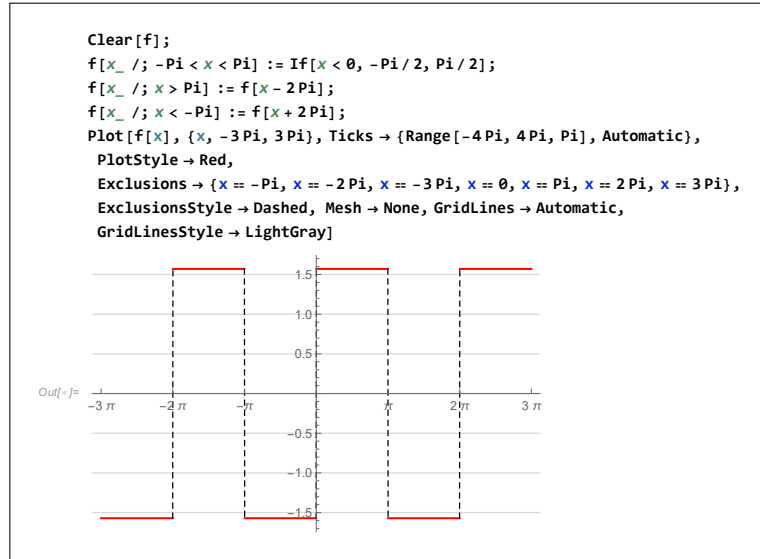 Clear[f];
f[x_ /; -Pi < x < Pi] := If[x < 0, -Pi / 2, Pi / 2];
f[x_ /; x > Pi] := f[x - 2 Pi];
f[x_ /; x < -Pi] := f[x + 2 Pi];
Plot[f[x], {x, -3 Pi, 3 Pi}, Ticks → {Range[-4 Pi, 4 Pi, Pi], Automatic},
PlotStyle → Red,
Exclusions → {x == -Pi, x == -2 Pi, x == -3 Pi, x == 0, x == Pi, x == 2 Pi, x == 3 Pi},
ExclusionsStyle → Dashed, Mesh → None, GridLines → Automatic,
GridLinesStyle → LightGray]
1.5
1.0
0.5
Out[∘]=
-3 π -2 π -π π 2 π 3 π
-0.5
-1.0
-1.5